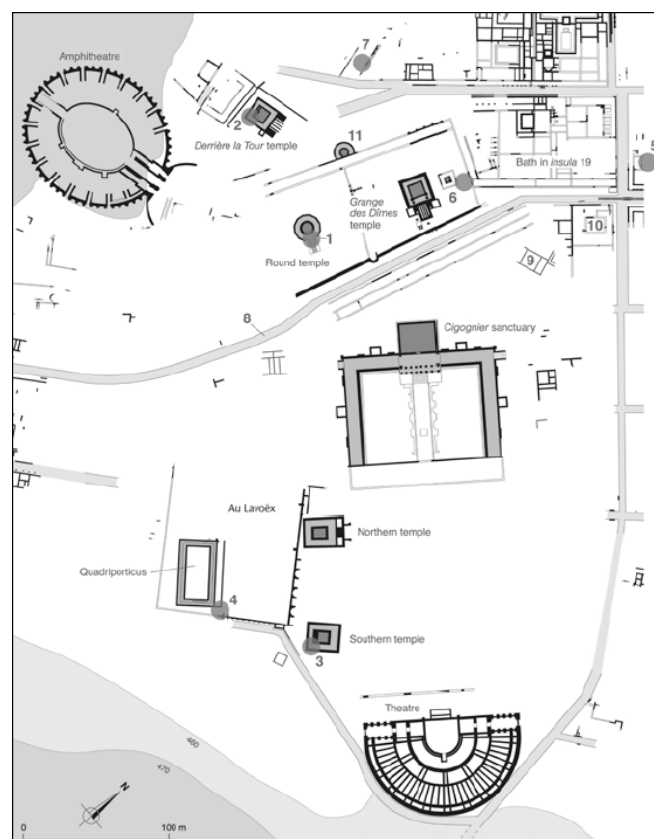 Amphitheatre
7
2
Derrière la Tour temple
11
Bath in insula 19
6
Grange
des Dîmes
temple
1
Round temple
10
9
8
Cigognier sanctuary
Au Lavoëx
Northern temple
Quadriporticus
4
Southern temple
3
Theatre
460
470
N
0
100 m